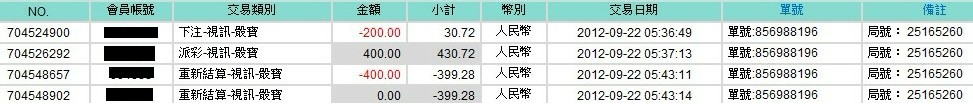 NO. 會員帳號 交易類別 金額 小計 幣別 交易日期 單號 備註
704524900 下注-視訊-骰寶 -200.00 30.72 人民幣 2012-09-22 05:36:49 單號:856988196 局號：25165260
704526292 派彩-視訊-骰寶 400.00 430.72 人民幣 2012-09-22 05:37:13 單號:856988196 局號：25165260
704548657 重新結算-視訊-骰寶 -400.00 -399.28 人民幣 2012-09-22 05:43:11 單號:856988196 局號：25165260
704548902 重新結算-視訊-骰寶 0.00 -399.28 人民幣 2012-09-22 05:43:14 單號:856988196 局號：25165260